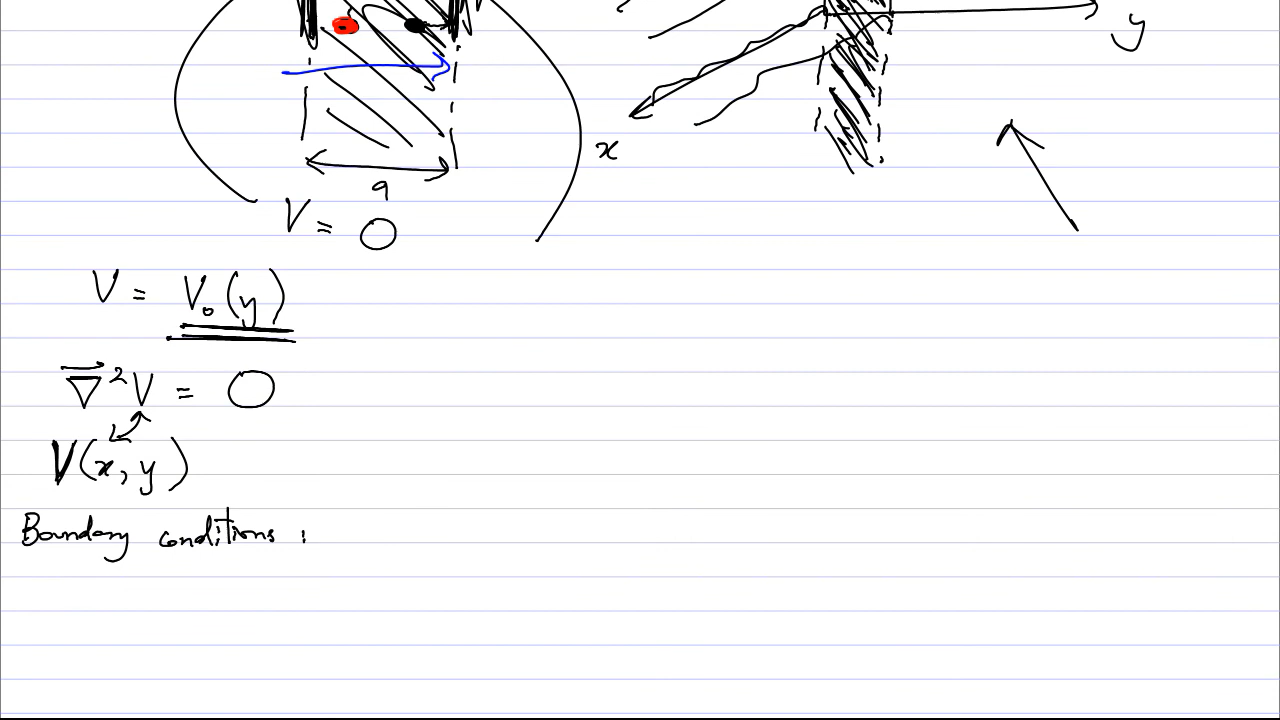 y
x
a
V = 0
V = V₀(y)
∇⃗²V = 0
V(x, y)
Boundary conditions :